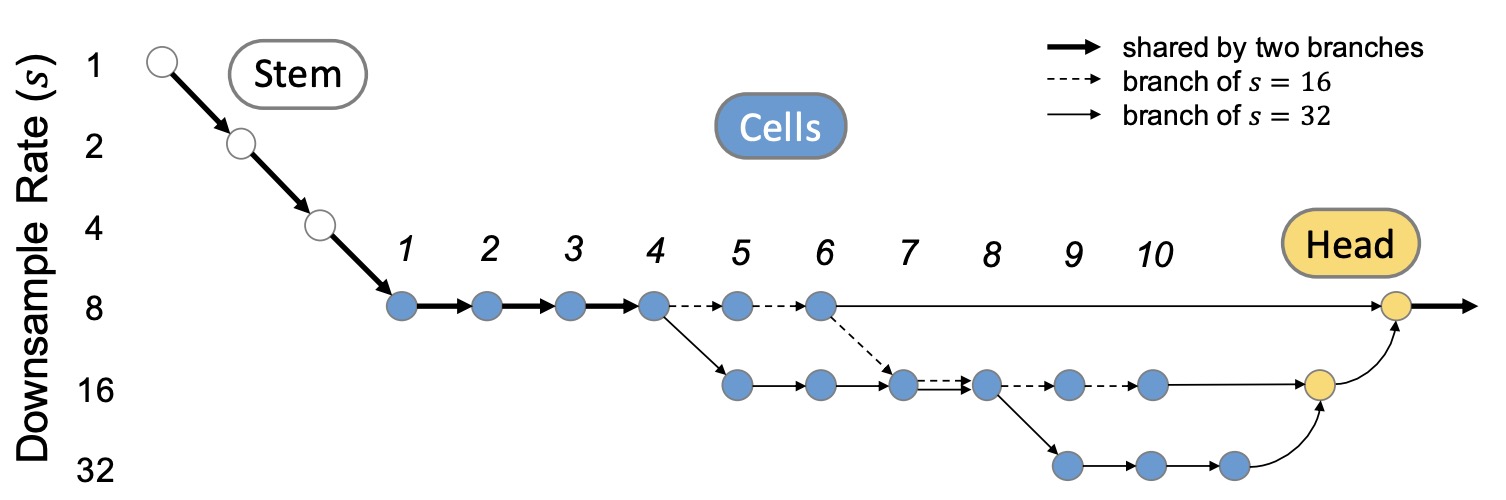 Downsample Rate (s)
1
2
4
8
16
32
Stem
Cells
Head
shared by two branches
branch of s = 16
branch of s = 32
1 2 3 4 5 6 7 8 9 10